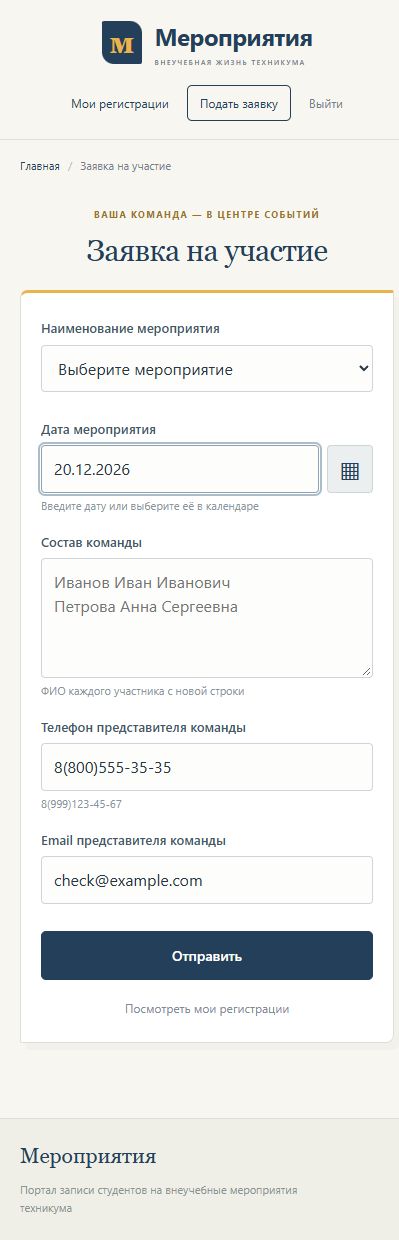 м
Мероприятия
ВНЕУЧЕБНАЯ ЖИЗНЬ ТЕХНИКУМА
Мои регистрации
Подать заявку
Выйти
Главная / Заявка на участие
ВАША КОМАНДА — В ЦЕНТРЕ СОБЫТИЙ
Заявка на участие
Наименование мероприятия
Выберите мероприятие
Дата мероприятия
20.12.2026
Введите дату или выберите её в календаре
Состав команды
Иванов Иван Иванович
Петрова Анна Сергеевна
ФИО каждого участника с новой строки
Телефон представителя команды
8(800)555-35-35
8(999)123-45-67
Email представителя команды
check@example.com
Отправить
Посмотреть мои регистрации
Мероприятия
Портал записи студентов на внеучебные мероприятия
техникума